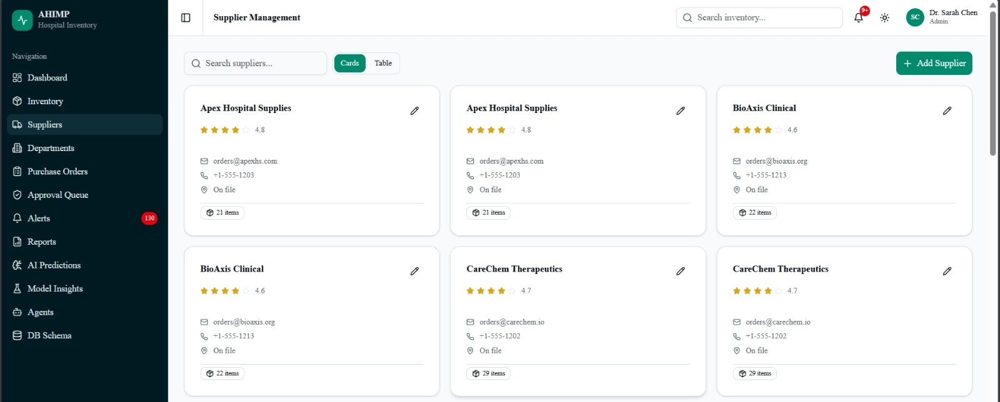 AHIMP
Hospital Inventory
Navigation
Dashboard
Inventory
Suppliers
Departments
Purchase Orders
Approval Queue
Alerts 130
Reports
AI Predictions
Model Insights
Agents
DB Schema
Supplier Management
Search inventory...
9+
SC
Dr. Sarah Chen
Admin
Search suppliers...
Cards Table
+ Add Supplier
Apex Hospital Supplies
4.8
orders@apexhs.com
+1-555-1203
On file
21 items
Apex Hospital Supplies
4.8
orders@apexhs.com
+1-555-1203
On file
21 items
BioAxis Clinical
4.6
orders@bioaxis.org
+1-555-1213
On file
22 items
BioAxis Clinical
4.6
orders@bioaxis.org
+1-555-1213
On file
22 items
CareChem Therapeutics
4.7
orders@carechem.io
+1-555-1202
On file
29 items
CareChem Therapeutics
4.7
orders@carechem.io
+1-555-1202
On file
29 items